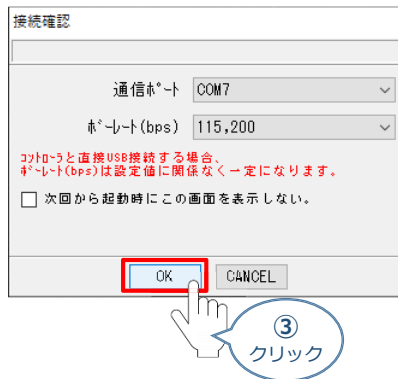 接続確認
通信ﾎﾟｰﾄ COM7
ﾎﾞｰﾚｰﾄ(bps) 115,200
ｺﾝﾄﾛｰﾗと直接USB接続する場合、
ﾎﾞｰﾚｰﾄ(bps)は設定値に関係なく一定になります。
次回から起動時にこの画面を表示しない。
OK CANCEL
③
クリック